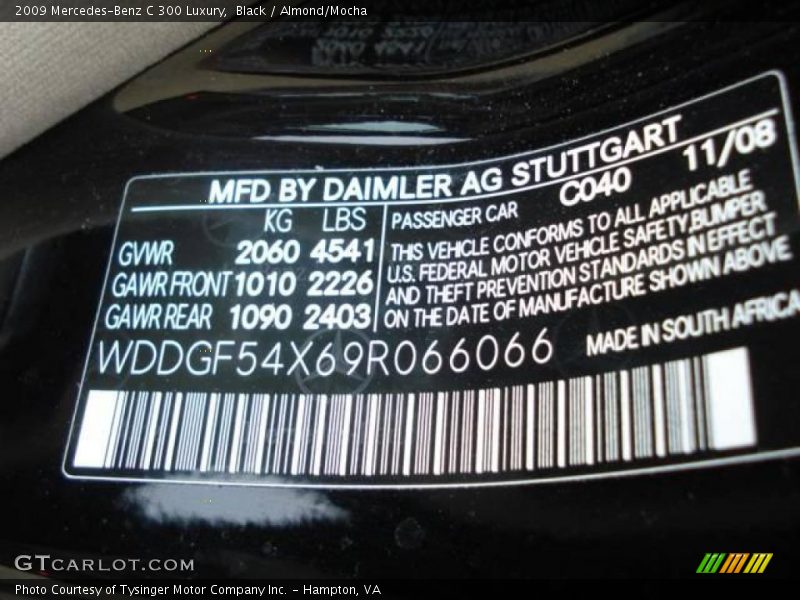 2009 Mercedes-Benz C 300 Luxury, Black / Almond/Mocha
MFD BY DAIMLER AG STUTTGART
C040 11/08
KG LBS
GVWR 2060 4541
GAWR FRONT 1010 2226
GAWR REAR 1090 2403
PASSENGER CAR
THIS VEHICLE CONFORMS TO ALL APPLICABLE
U.S. FEDERAL MOTOR VEHICLE SAFETY,BUMPER
AND THEFT PREVENTION STANDARDS IN EFFECT
ON THE DATE OF MANUFACTURE SHOWN ABOVE
WDDGF54X69R066066
MADE IN SOUTH AFRICA
GTCARLOT.COM
Photo Courtesy of Tysinger Motor Company Inc. - Hampton, VA